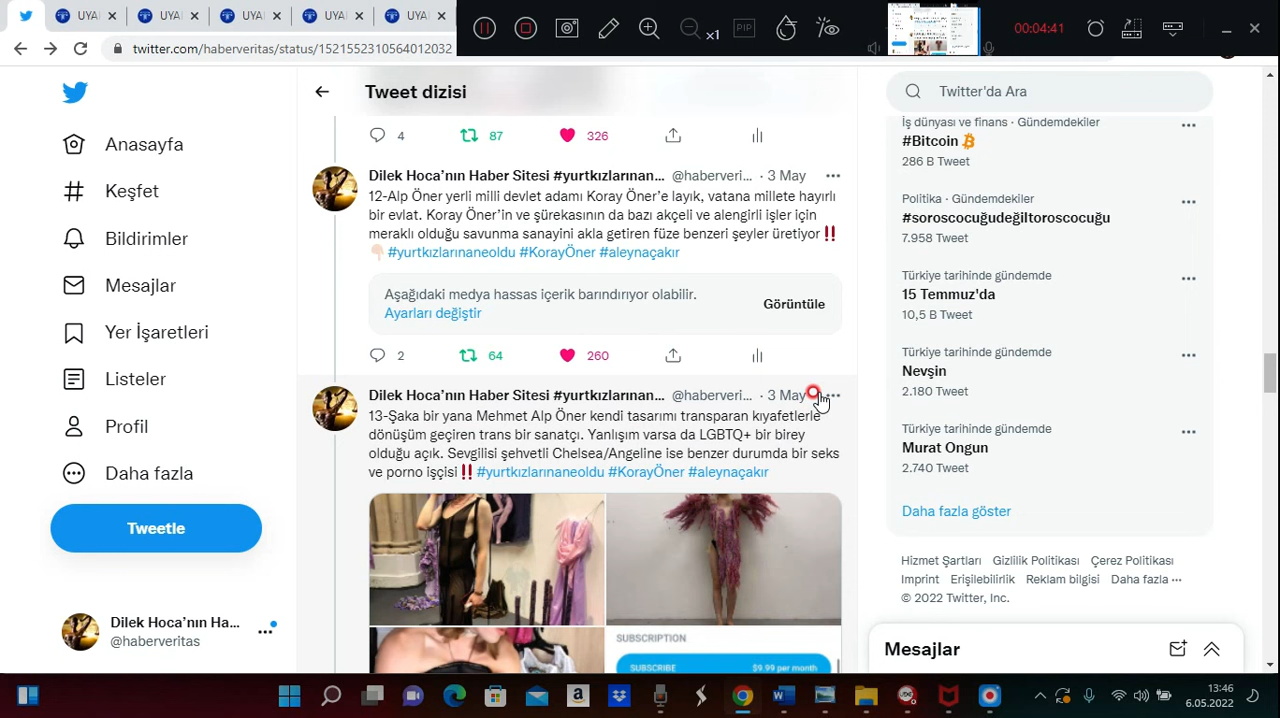 UYA
UYA
UYA
UYA
x1
PIP
00:04:41
twitter.com/haberveritas/status/1521552310564012032
Tweet dizisi
Twitter'da Ara
Anasayfa
Keşfet
Bildirimler
Mesajlar
Yer İşaretleri
Listeler
Profil
Daha fazla
Tweetle
Dilek Hoca'nın Ha...
@haberveritas
4
87
326
Dilek Hoca'nın Haber Sitesi #yurtkızlarınan... @haberveri... · 3 May
12-Alp Öner yerli milli devlet adamı Koray Öner'e layık, vatana millete hayırlı
bir evlat. Koray Öner'in ve şürekasının da bazı akçeli ve alengirli işler için
meraklı olduğu savunma sanayini akla getiren füze benzeri şeyler üretiyor ‼️
👇🏻 #yurtkızlarınaneoldu #KorayÖner #aleynaçakır
Aşağıdaki medya hassas içerik barındırıyor olabilir.
Ayarları değiştir
Görüntüle
2
64
260
Dilek Hoca'nın Haber Sitesi #yurtkızlarınan... @haberveri... · 3 May
13-Şaka bir yana Mehmet Alp Öner kendi tasarımı transparan kıyafetlerle
dönüşüm geçiren trans bir sanatçı. Yanlışım varsa da LGBTQ+ bir birey
olduğu açık. Sevgilisi şehvetli Chelsea/Angeline ise benzer durumda bir seks
ve porno işçisi ‼️ #yurtkızlarınaneoldu #KorayÖner #aleynaçakır
SUBSCRIPTION
SUBSCRIBE $9.99 per month
İş dünyası ve finans · Gündemdekiler
#Bitcoin
286 B Tweet
Politika · Gündemdekiler
#soroscocuğudeğiltoroscocuğu
7.958 Tweet
Türkiye tarihinde gündemde
15 Temmuz'da
10,5 B Tweet
Türkiye tarihinde gündemde
Nevşin
2.180 Tweet
Türkiye tarihinde gündemde
Murat Ongun
2.740 Tweet
Daha fazla göster
Hizmet Şartları Gizlilik Politikası Çerez Politikası
Imprint Erişilebilirlik Reklam bilgisi Daha fazla ···
© 2022 Twitter, Inc.
Mesajlar
13:46
6.05.2022